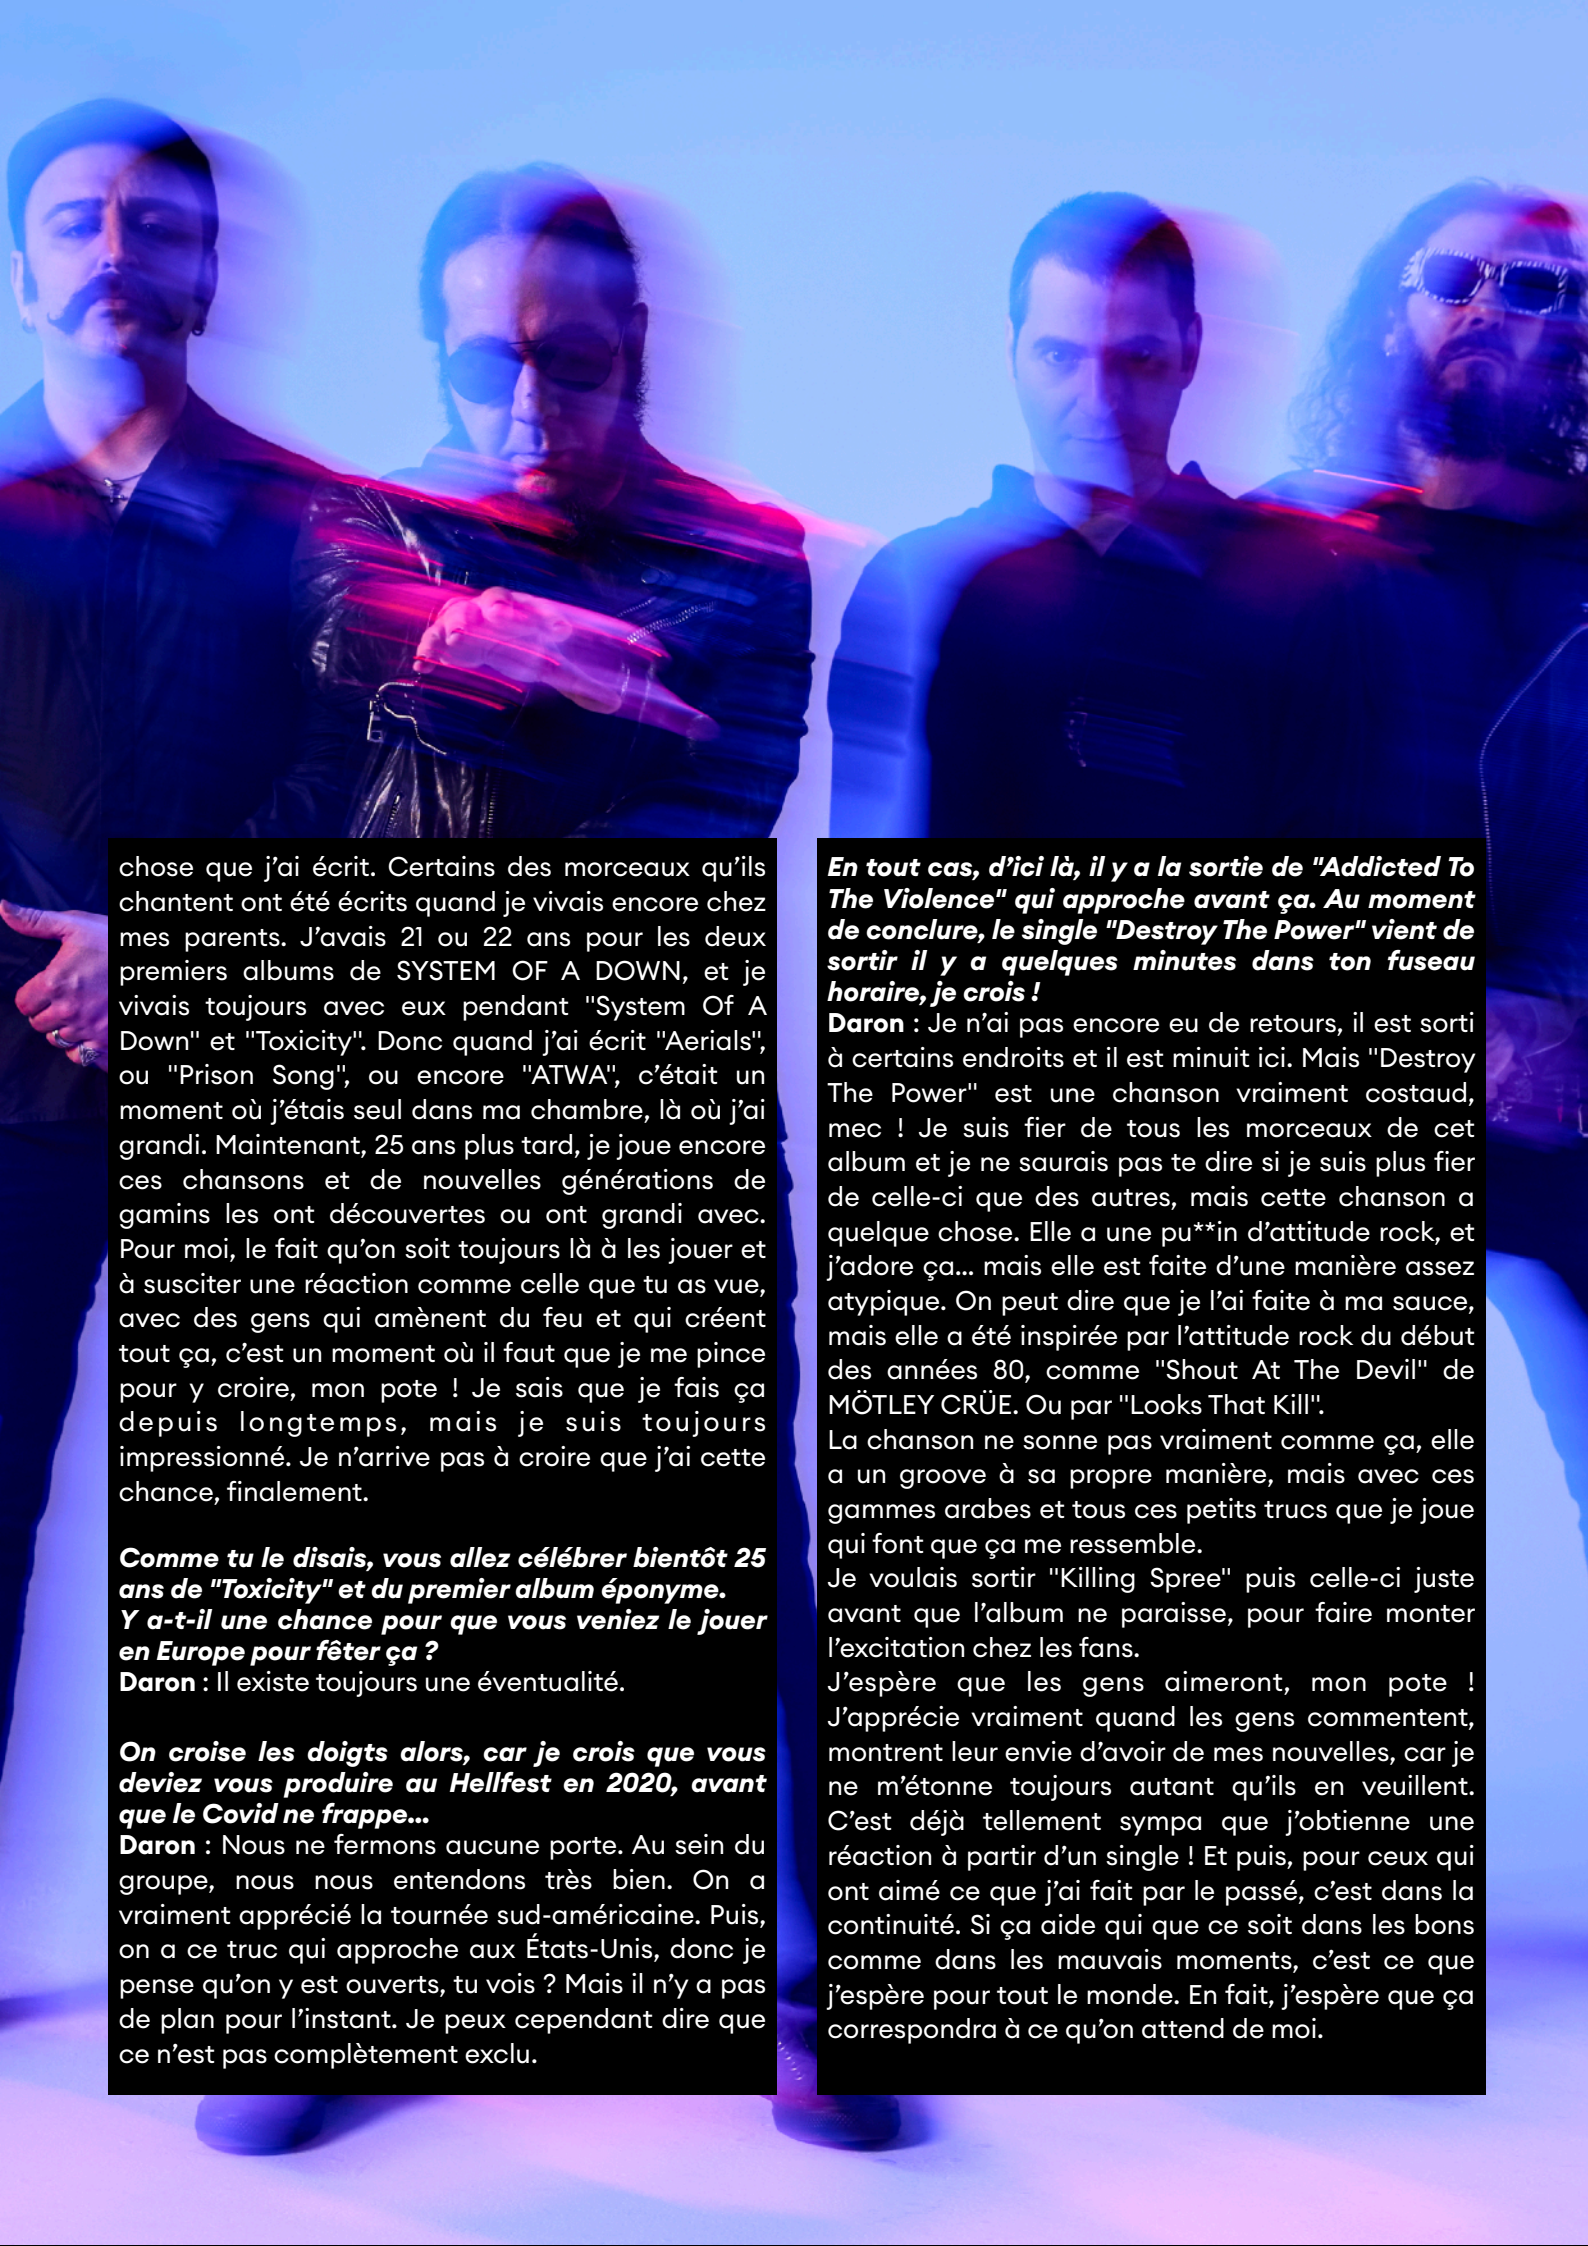 chose que j’ai écrit. Certains des morceaux qu’ils
chantent ont été écrits quand je vivais encore chez
mes parents. J’avais 21 ou 22 ans pour les deux
premiers albums de SYSTEM OF A DOWN, et je
vivais toujours avec eux pendant "System Of A
Down" et "Toxicity". Donc quand j’ai écrit "Aerials",
ou "Prison Song", ou encore "ATWA", c’était un
moment où j’étais seul dans ma chambre, là où j’ai
grandi. Maintenant, 25 ans plus tard, je joue encore
ces chansons et de nouvelles générations de
gamins les ont découvertes ou ont grandi avec.
Pour moi, le fait qu’on soit toujours là à les jouer et
à susciter une réaction comme celle que tu as vue,
avec des gens qui amènent du feu et qui créent
tout ça, c’est un moment où il faut que je me pince
pour y croire, mon pote ! Je sais que je fais ça
depuis longtemps, mais je suis toujours
impressionné. Je n’arrive pas à croire que j’ai cette
chance, finalement.
Comme tu le disais, vous allez célébrer bientôt 25
ans de "Toxicity" et du premier album éponyme.
Y a-t-il une chance pour que vous veniez le jouer
en Europe pour fêter ça ?
Daron : Il existe toujours une éventualité.
On croise les doigts alors, car je crois que vous
deviez vous produire au Hellfest en 2020, avant
que le Covid ne frappe...
Daron : Nous ne fermons aucune porte. Au sein du
groupe, nous nous entendons très bien. On a
vraiment apprécié la tournée sud-américaine. Puis,
on a ce truc qui approche aux États-Unis, donc je
pense qu’on y est ouverts, tu vois ? Mais il n’y a pas
de plan pour l’instant. Je peux cependant dire que
ce n’est pas complètement exclu.
En tout cas, d’ici là, il y a la sortie de "Addicted To
The Violence" qui approche avant ça. Au moment
de conclure, le single "Destroy The Power" vient de
sortir il y a quelques minutes dans ton fuseau
horaire, je crois !
Daron : Je n’ai pas encore eu de retours, il est sorti
à certains endroits et il est minuit ici. Mais "Destroy
The Power" est une chanson vraiment costaud,
mec ! Je suis fier de tous les morceaux de cet
album et je ne saurais pas te dire si je suis plus fier
de celle-ci que des autres, mais cette chanson a
quelque chose. Elle a une pu**in d’attitude rock, et
j’adore ça... mais elle est faite d’une manière assez
atypique. On peut dire que je l’ai faite à ma sauce,
mais elle a été inspirée par l’attitude rock du début
des années 80, comme "Shout At The Devil" de
MÖTLEY CRÜE. Ou par "Looks That Kill".
La chanson ne sonne pas vraiment comme ça, elle
a un groove à sa propre manière, mais avec ces
gammes arabes et tous ces petits trucs que je joue
qui font que ça me ressemble.
Je voulais sortir "Killing Spree" puis celle-ci juste
avant que l’album ne paraisse, pour faire monter
l’excitation chez les fans.
J’espère que les gens aimeront, mon pote !
J’apprécie vraiment quand les gens commentent,
montrent leur envie d’avoir de mes nouvelles, car je
ne m’étonne toujours autant qu’ils en veuillent.
C’est déjà tellement sympa que j’obtienne une
réaction à partir d’un single ! Et puis, pour ceux qui
ont aimé ce que j’ai fait par le passé, c’est dans la
continuité. Si ça aide qui que ce soit dans les bons
comme dans les mauvais moments, c’est ce que
j’espère pour tout le monde. En fait, j’espère que ça
correspondra à ce qu’on attend de moi.